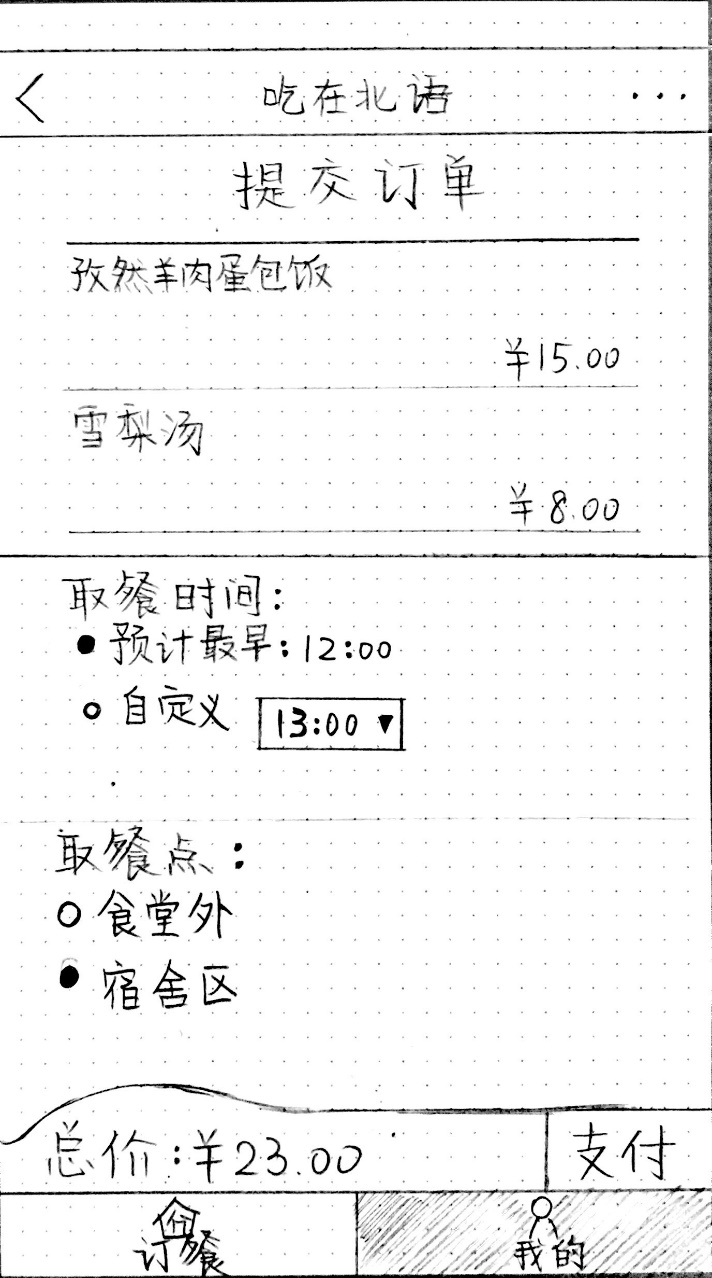 吃在北语 ...
提交订单
孜然羊肉蛋包饭
¥15.00
雪梨汤
¥8.00
取餐时间:
预计最早:12:00
自定义 13:00 ▼
取餐点:
食堂外
宿舍区
总价:¥23.00 支付
订餐 我的